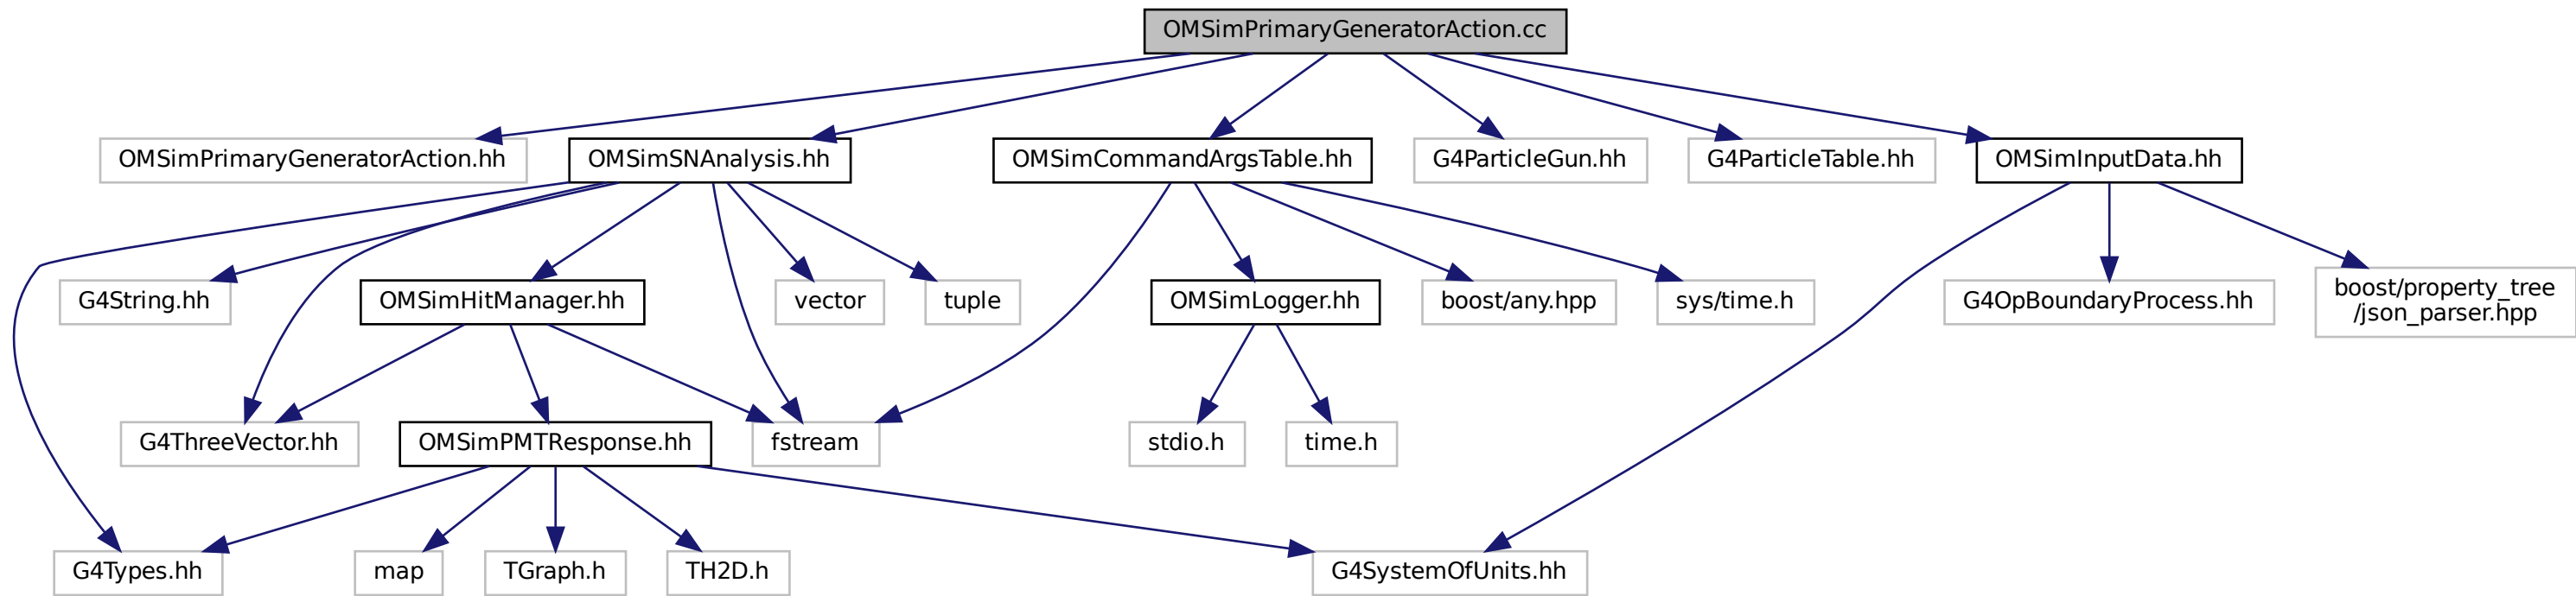 OMSimPrimaryGeneratorAction.cc
OMSimPrimaryGeneratorAction.hh
OMSimSNAnalysis.hh
OMSimCommandArgsTable.hh
G4ParticleGun.hh
G4ParticleTable.hh
OMSimInputData.hh
G4String.hh
OMSimHitManager.hh
vector
tuple
OMSimLogger.hh
boost/any.hpp
sys/time.h
G4OpBoundaryProcess.hh
boost/property_tree
/json_parser.hpp
G4ThreeVector.hh
OMSimPMTResponse.hh
fstream
stdio.h
time.h
G4Types.hh
map
TGraph.h
TH2D.h
G4SystemOfUnits.hh